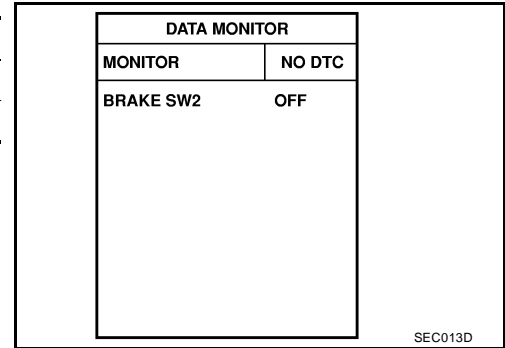 DATA MONITOR
MONITOR NO DTC
BRAKE SW2 OFF
SEC013D